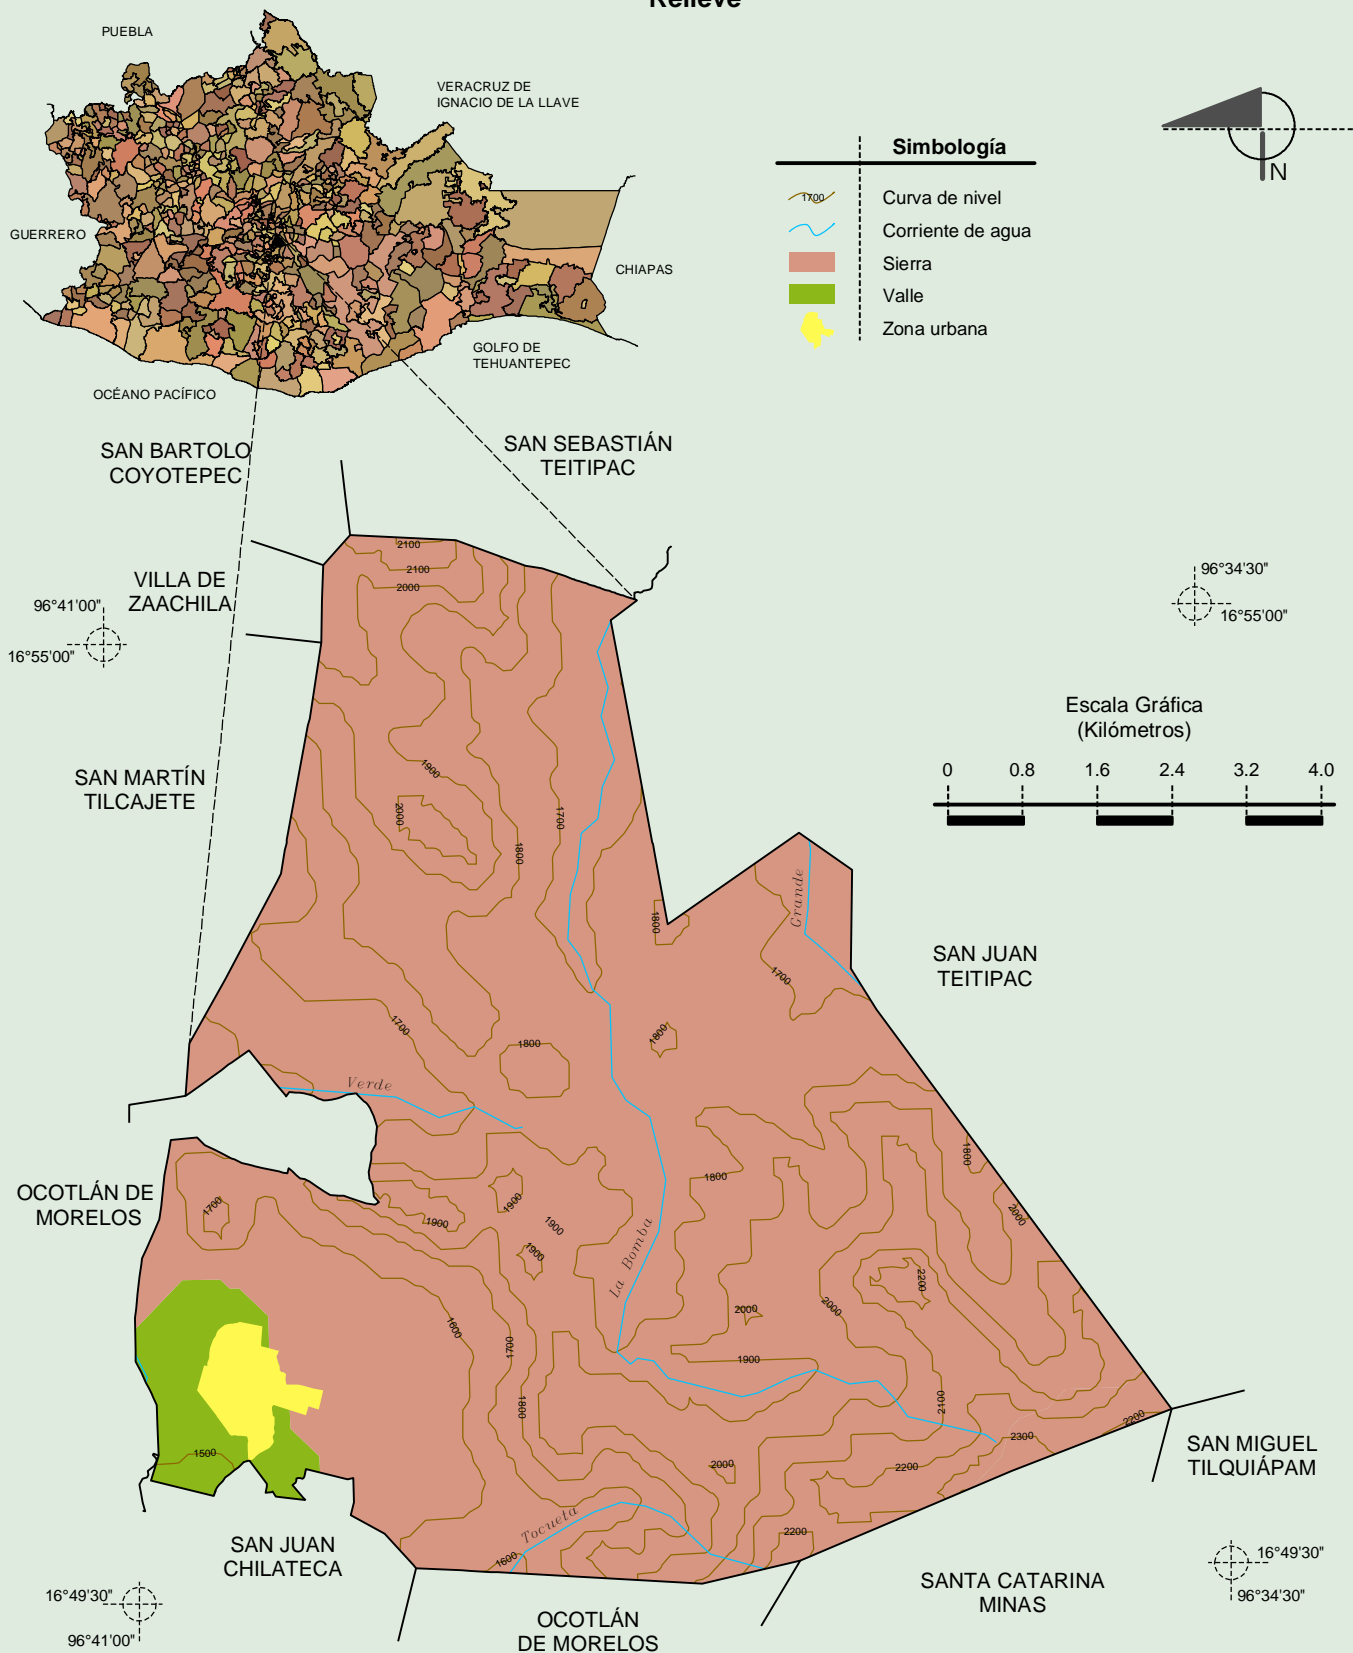 Relieve
PUEBLA
VERACRUZ DE
IGNACIO DE LA LLAVE
GUERRERO
CHIAPAS
GOLFO DE
TEHUANTEPEC
OCÉANO PACÍFICO
Simbología
1700
Curva de nivel
Corriente de agua
Sierra
Valle
Zona urbana
N
SAN BARTOLO
COYOTEPEC
SAN SEBASTIÁN
TEITIPAC
VILLA DE
ZAACHILA
96°41'00"
16°55'00"
96°34'30"
16°55'00"
SAN MARTÍN
TILCAJETE
Escala Gráfica
(Kilómetros)
0 0.8 1.6 2.4 3.2 4.0
2100
2100
2000
1900
2000
1800
1700
1800
Grande
1700
SAN JUAN
TEITIPAC
1700
1800
1800
Verde
OCOTLÁN DE
MORELOS
1700
1900
1900
1900
1900
1800
1800
2000
La Bomba
2200
2000
2000
1900
1600
1700
1800
2100
2200
2300
2200
2000
2200
1500
Tocueta
1600
SAN MIGUEL
TILQUIÁPAM
SAN JUAN
CHILATECA
SANTA CATARINA
MINAS
OCOTLÁN
DE MORELOS
16°49'30"
96°41'00"
16°49'30"
96°34'30"